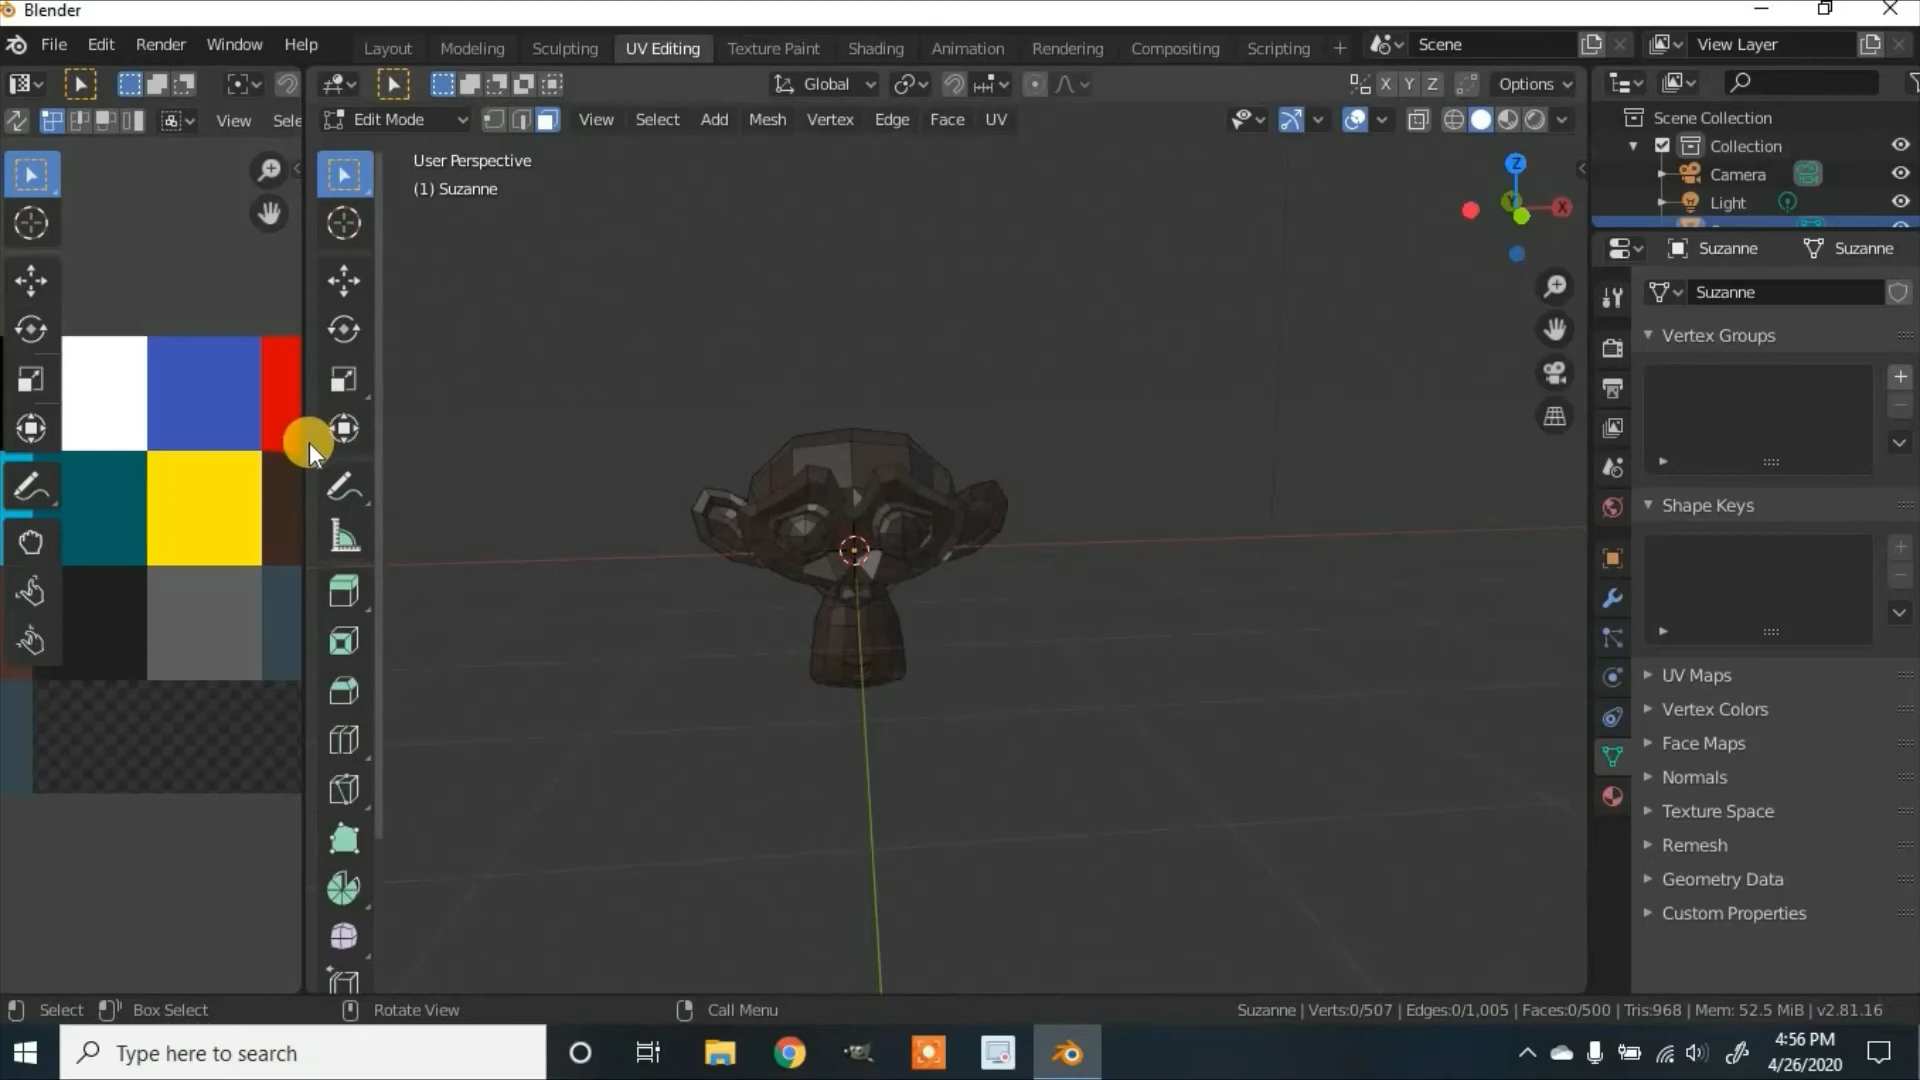 Blender
File Edit Render Window Help Layout Modeling Sculpting UV Editing Texture Paint Shading Animation Rendering Compositing Scripting + Scene View Layer
Global X Y Z Options
View Sele Edit Mode View Select Add Mesh Vertex Edge Face UV
User Perspective
(1) Suzanne
Z
X
Y
Scene Collection
Collection
Camera
Light
Suzanne Suzanne
Suzanne
Vertex Groups
Shape Keys
UV Maps
Vertex Colors
Face Maps
Normals
Texture Space
Remesh
Geometry Data
Custom Properties
Select Box Select Rotate View Call Menu Suzanne | Verts:0/507 | Edges:0/1,005 | Faces:0/500 | Tris:968 | Mem: 52.5 MiB | v2.81.16
Type here to search
4:56 PM
4/26/2020